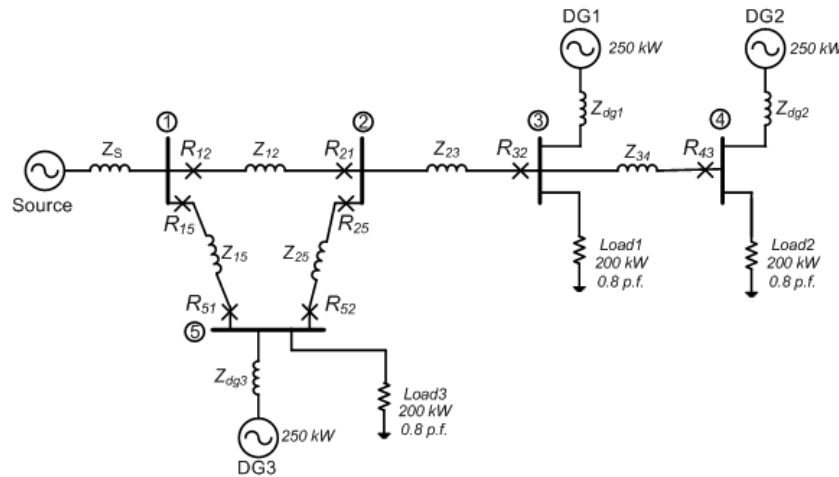 DG1
DG2
250 kW
250 kW
Zdg1
Zdg2
1
2
3
4
ZS
R12
Z12
R21
Z23
R32
Z34
R43
Source
R15
R25
Z15
Z25
Load1
200 kW
0.8 p.f.
Load2
200 kW
0.8 p.f.
R51
R52
5
Zdg3
Load3
200 kW
0.8 p.f.
250 kW
DG3